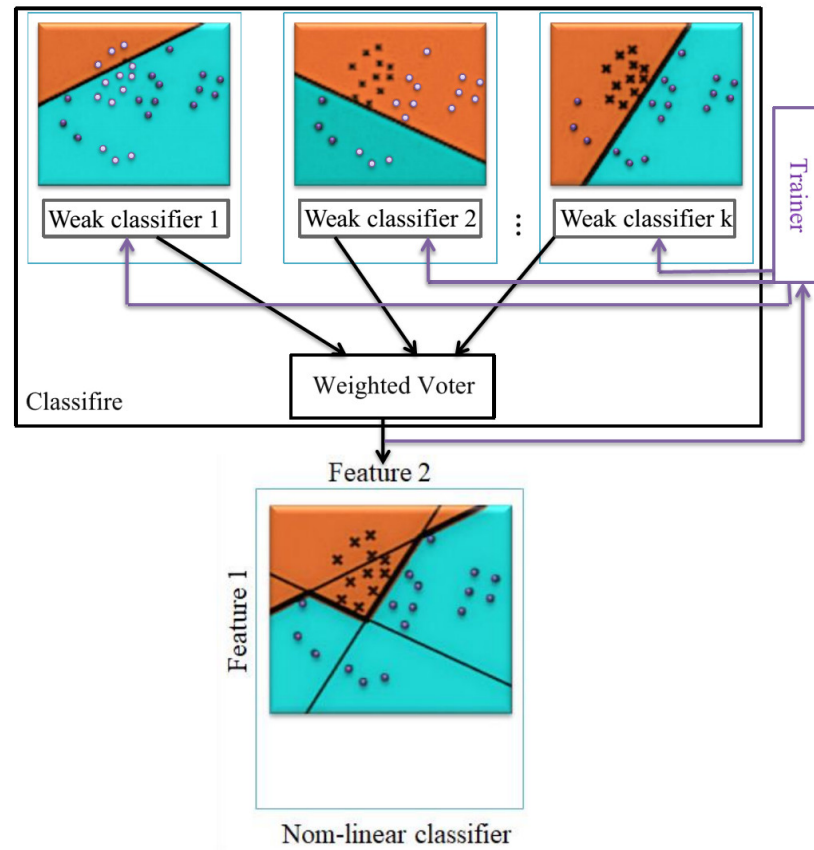 Weak classifier 1
Weak classifier 2
⋮
Weak classifier k
Trainer
Weighted Voter
Classifire
Feature 2
Feature 1
Nom-linear classifier